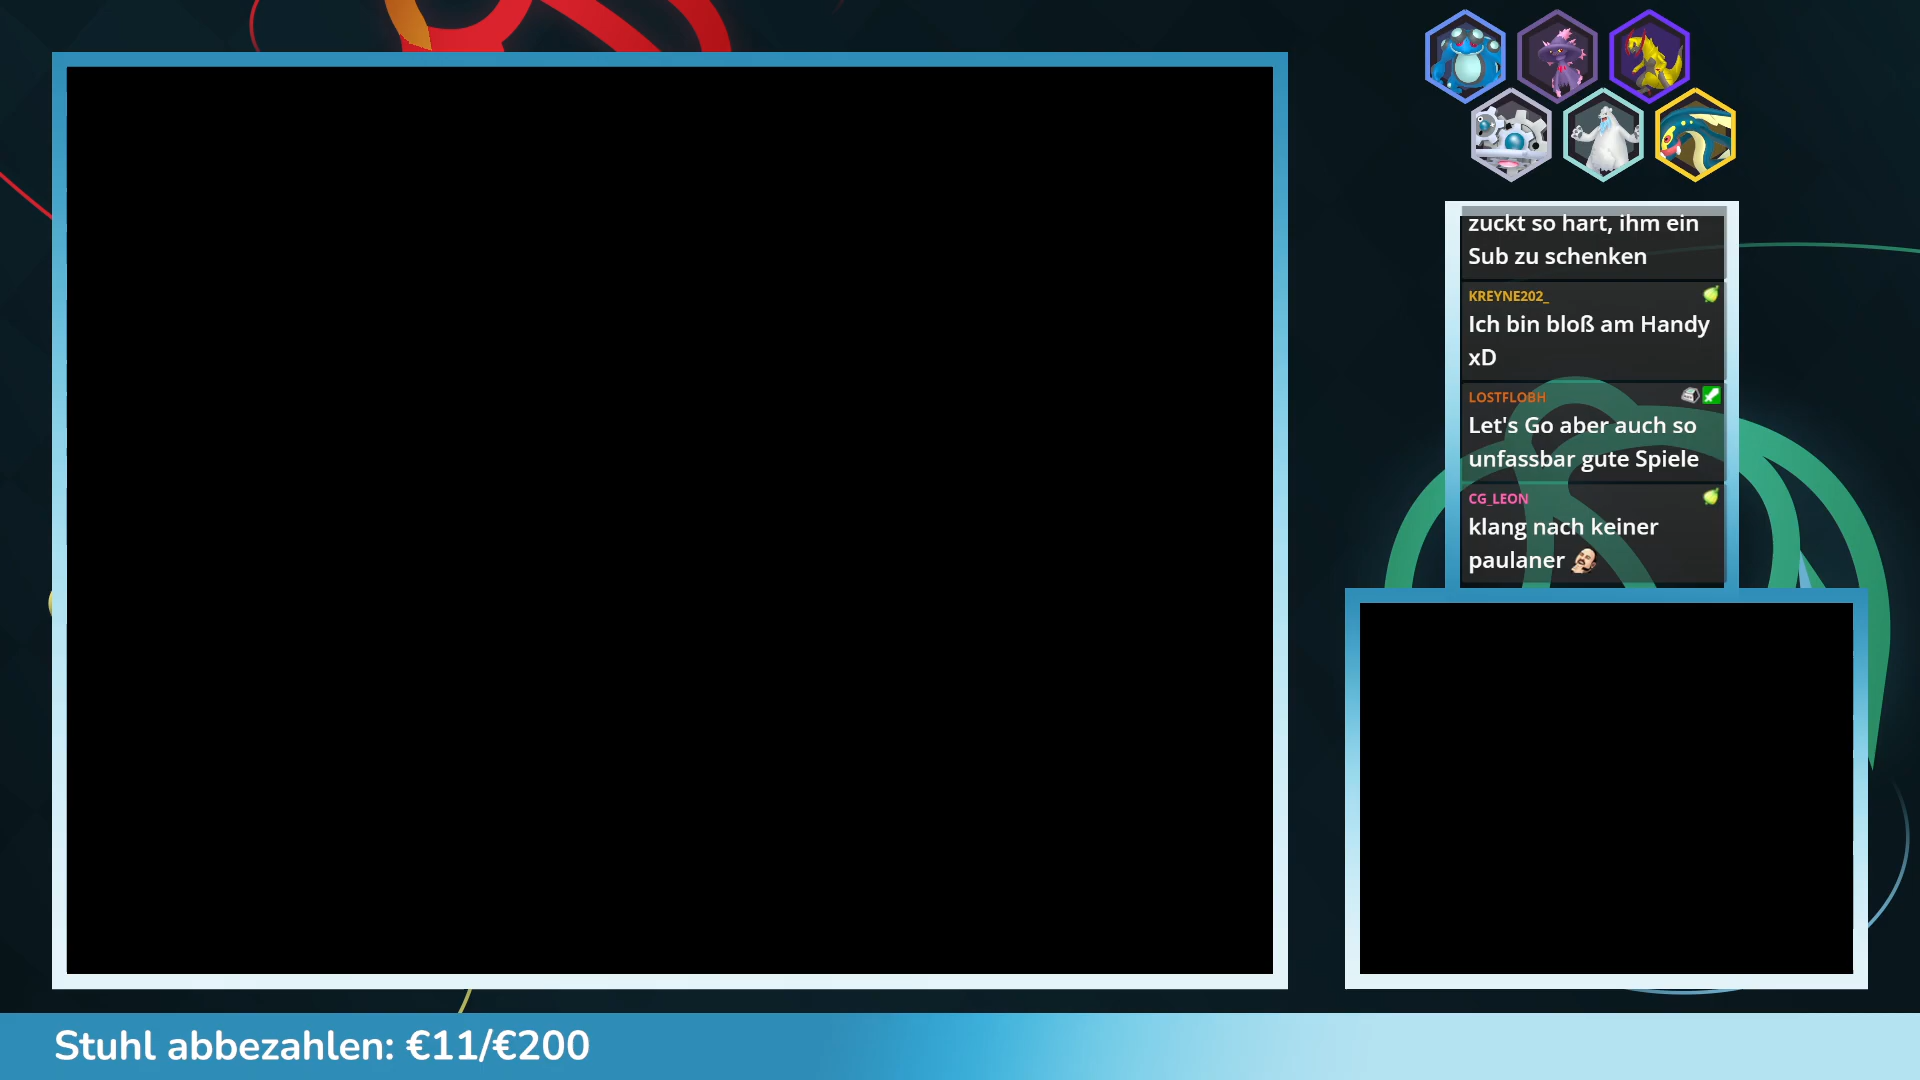 zuckt so hart, ihm ein
Sub zu schenken
KREYNE202_
Ich bin bloß am Handy
xD
LOSTFLOBH
Let's Go aber auch so
unfassbar gute Spiele
CG_LEON
klang nach keiner
paulaner
Stuhl abbezahlen: €11/€200